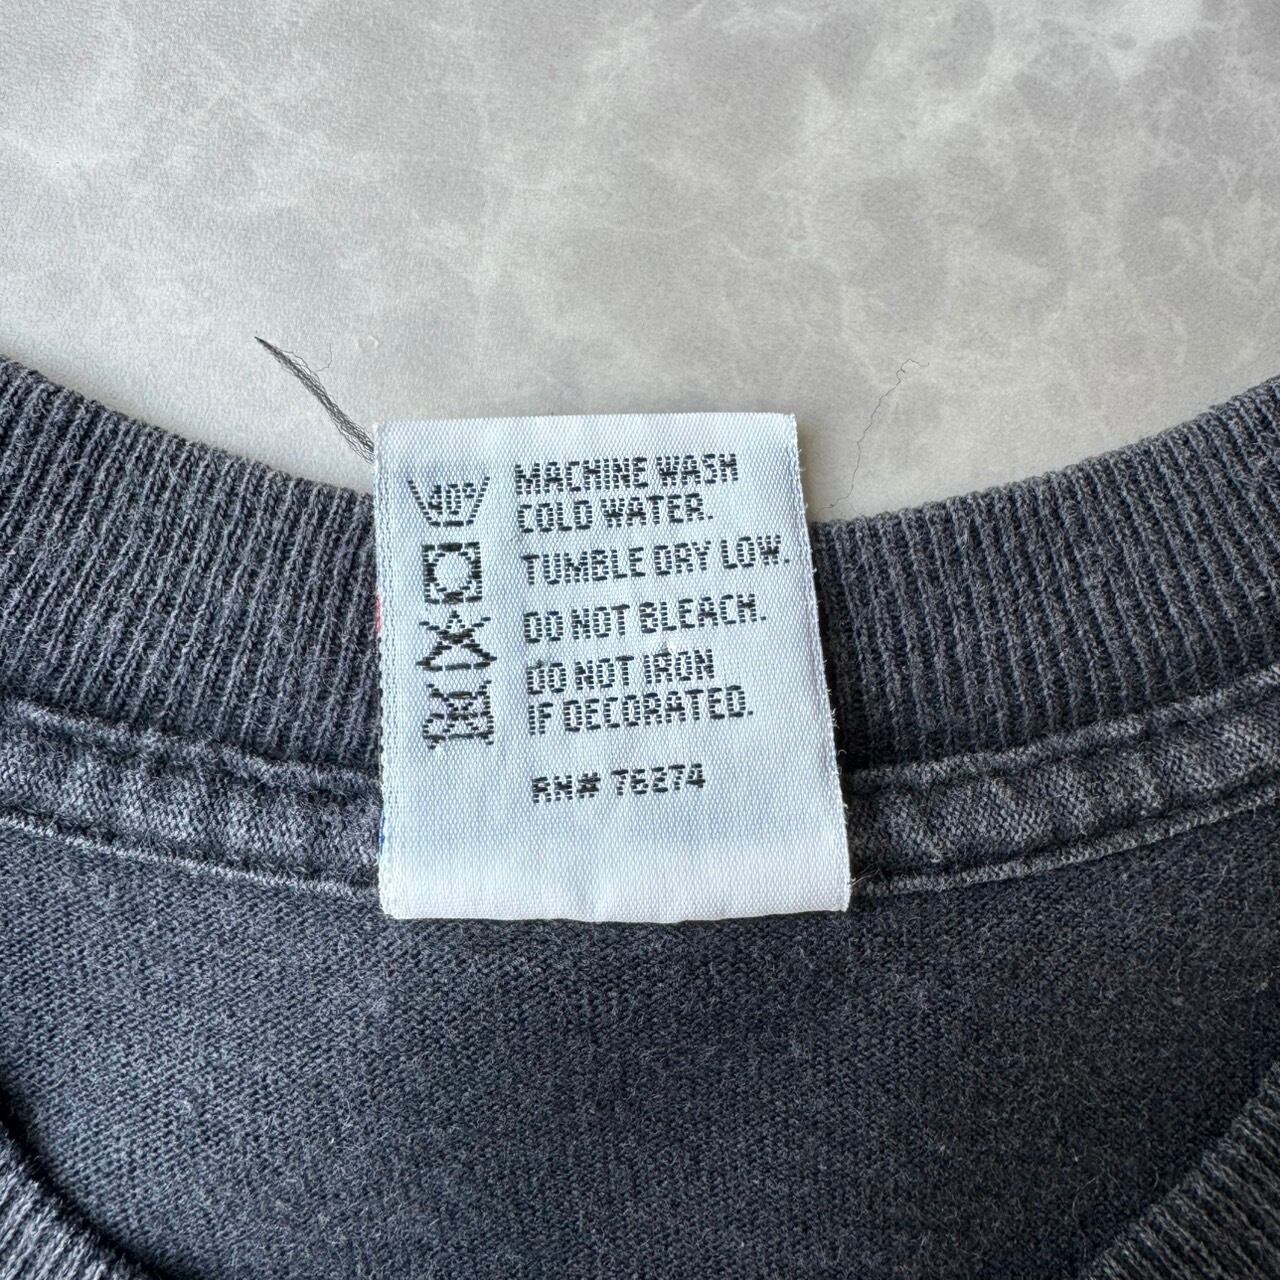 40°
MACHINE WASH
COLD WATER.
TUMBLE DRY LOW.
DO NOT BLEACH.
DO NOT IRON
IF DECORATED.
RN# 76274